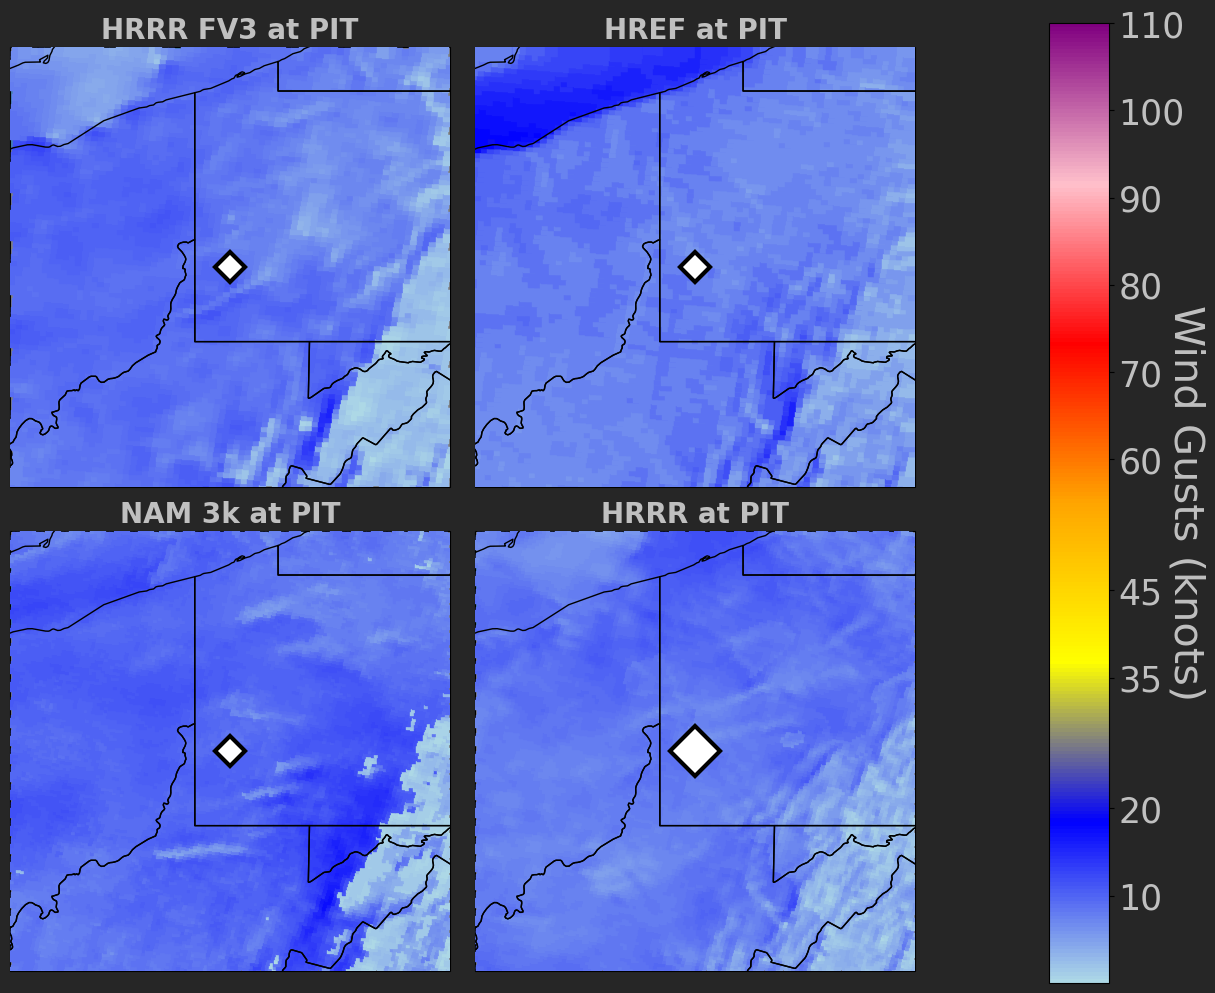 HRRR FV3 at PIT
HREF at PIT
NAM 3k at PIT
HRRR at PIT
110
100
90
80
70
60
45
35
20
10
Wind Gusts (knots)